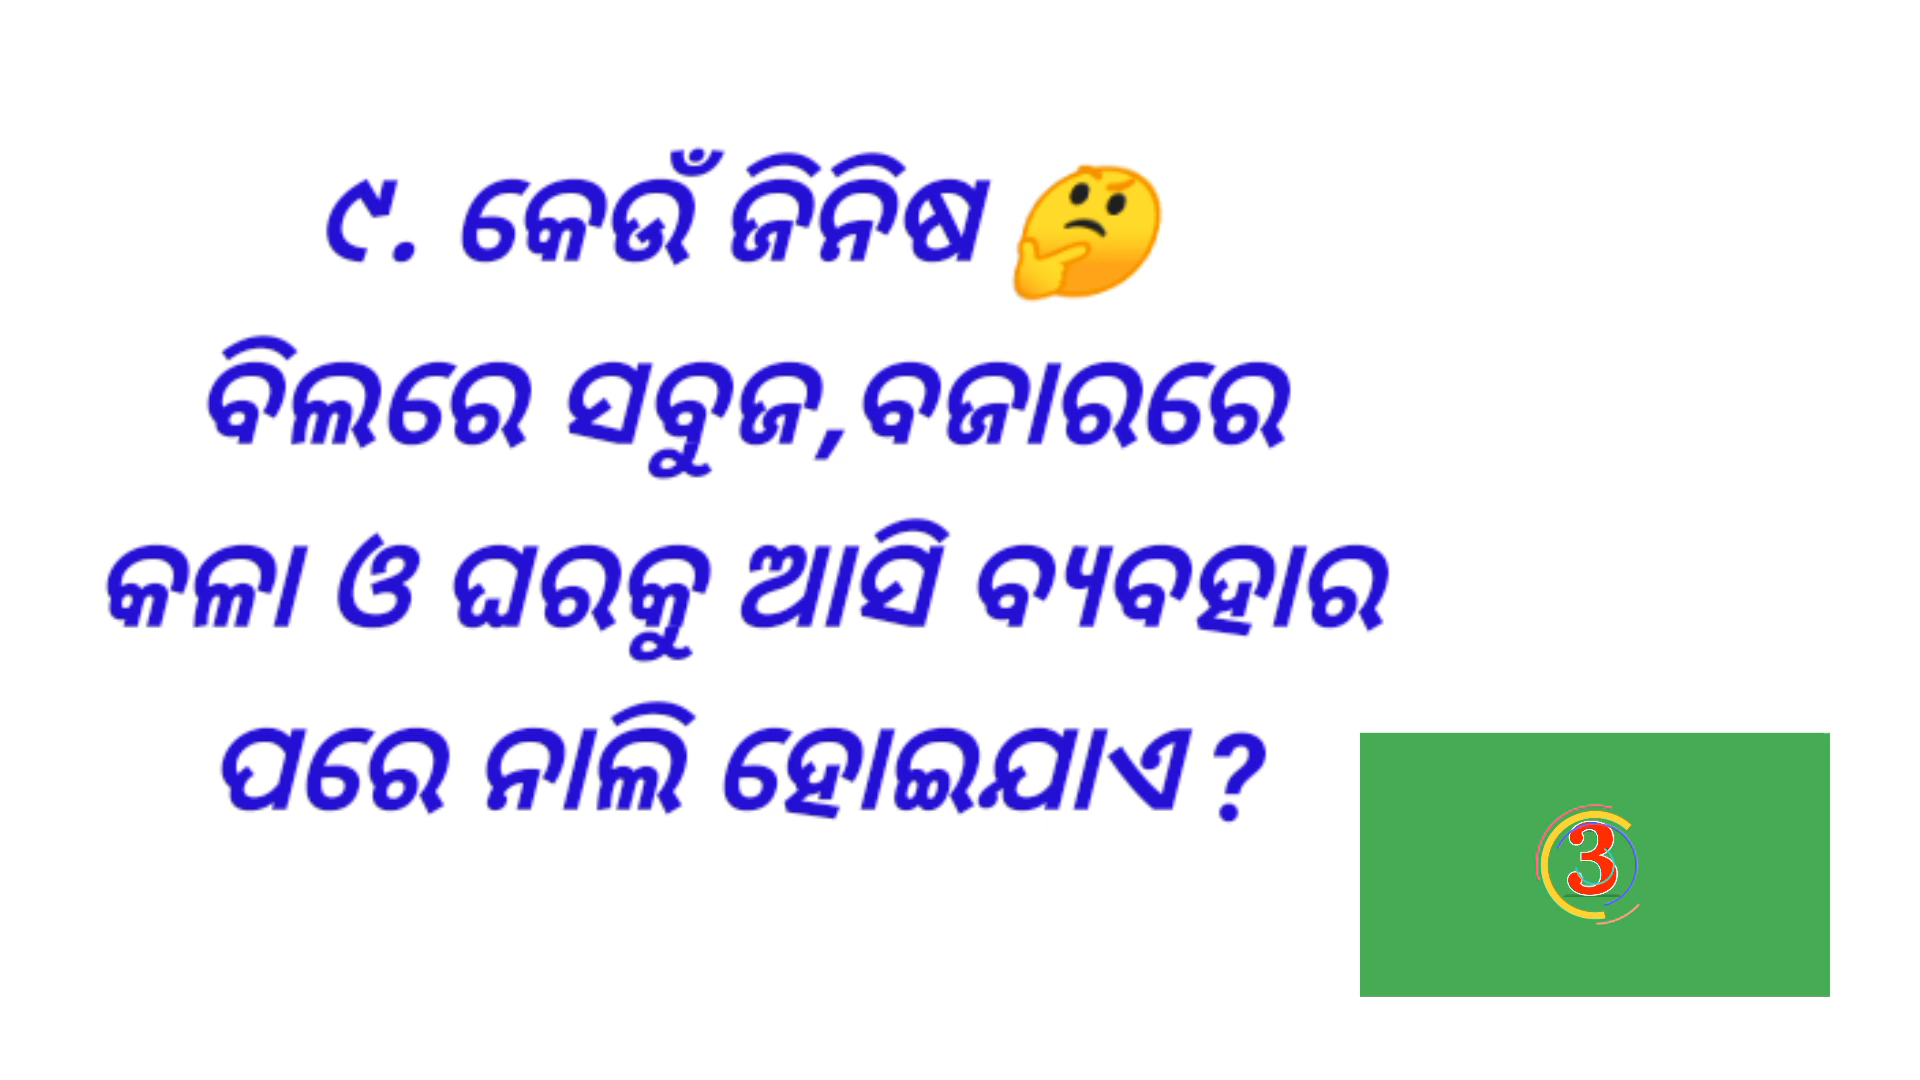 ୯. କେଉଁ ଜିନିଷ 🤔
ବିଲରେ ସବୁଜ,ବଜାରରେ
କଳା ଓ ଘରକୁ ଆସି ବ୍ୟବହାର
ପରେ ନାଲି ହୋଇଯାଏ ?
3